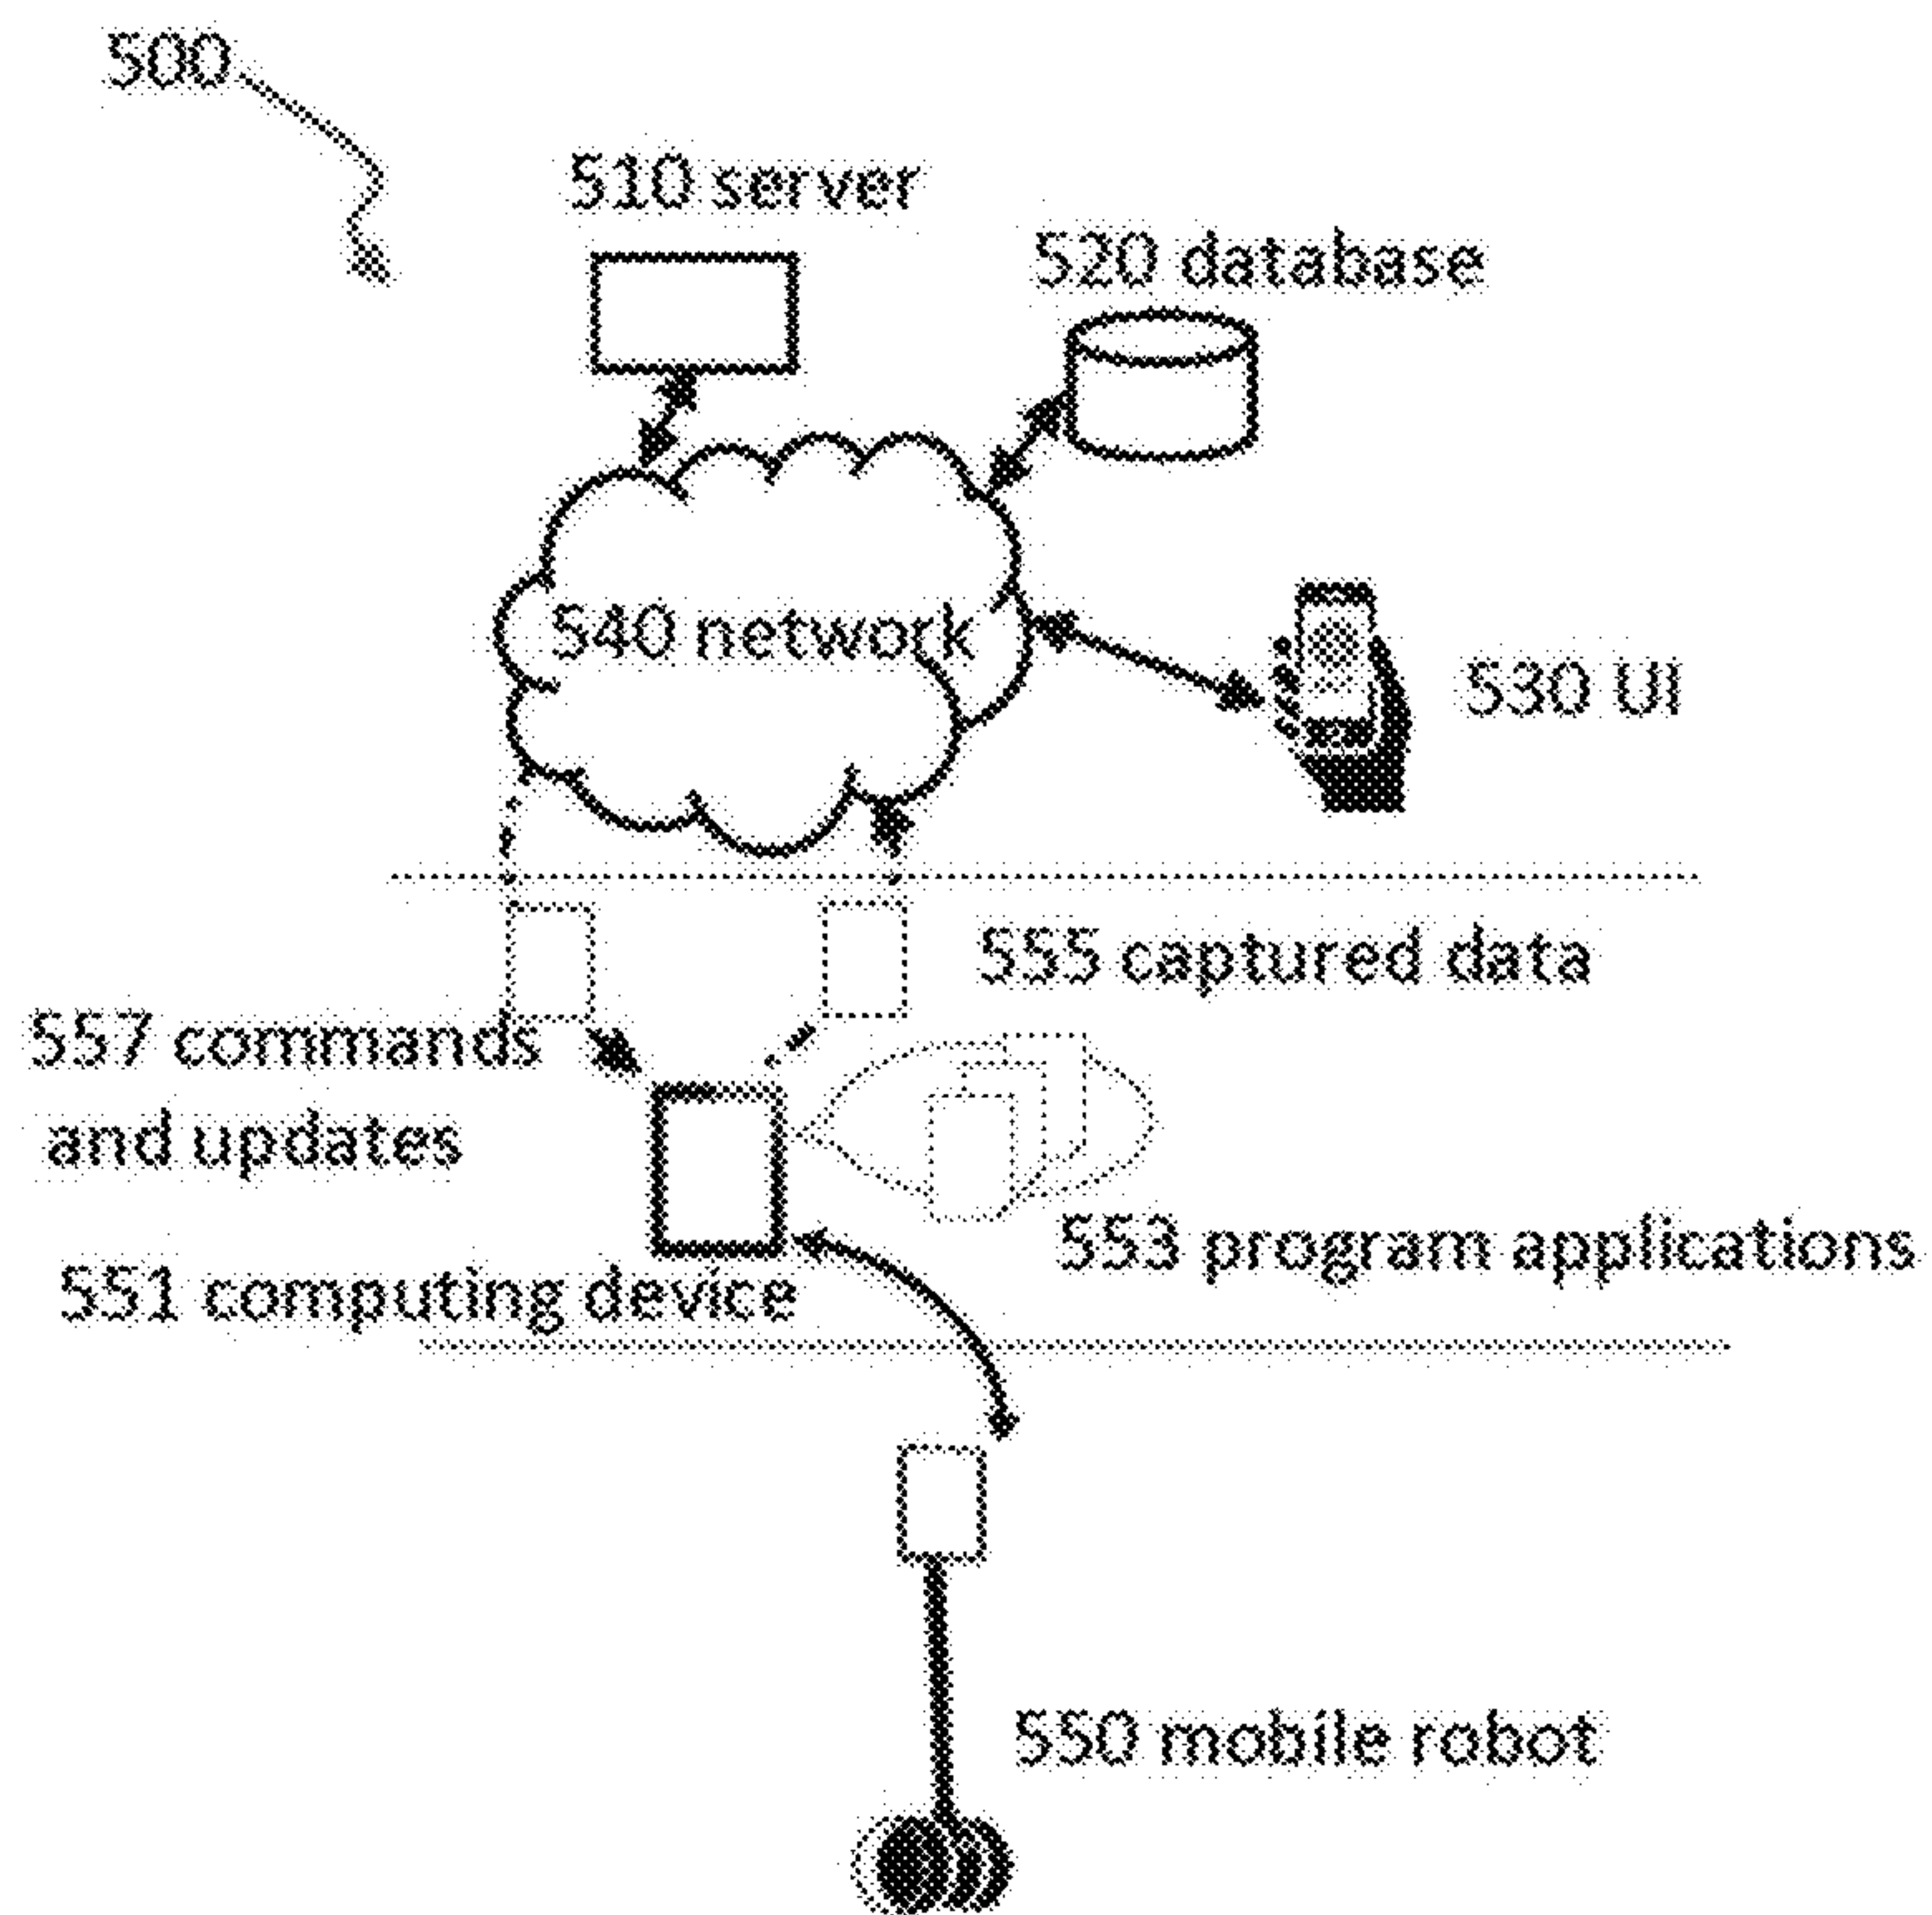 500
510 server
520 database
540 network
530 UI
555 captured data
557 commands
and updates
553 program applications
551 computing device
550 mobile robot